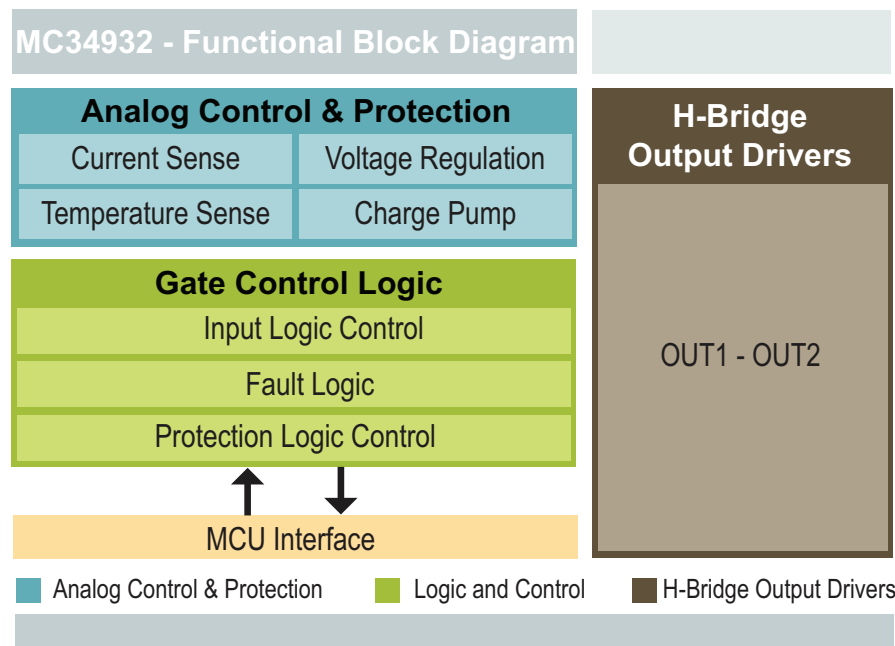 MC34932 - Functional Block Diagram
Analog Control & Protection
Current Sense
Voltage Regulation
Temperature Sense
Charge Pump
Gate Control Logic
Input Logic Control
Fault Logic
Protection Logic Control
MCU Interface
H-Bridge
Output Drivers
OUT1 - OUT2
Analog Control & Protection
Logic and Control
H-Bridge Output Drivers